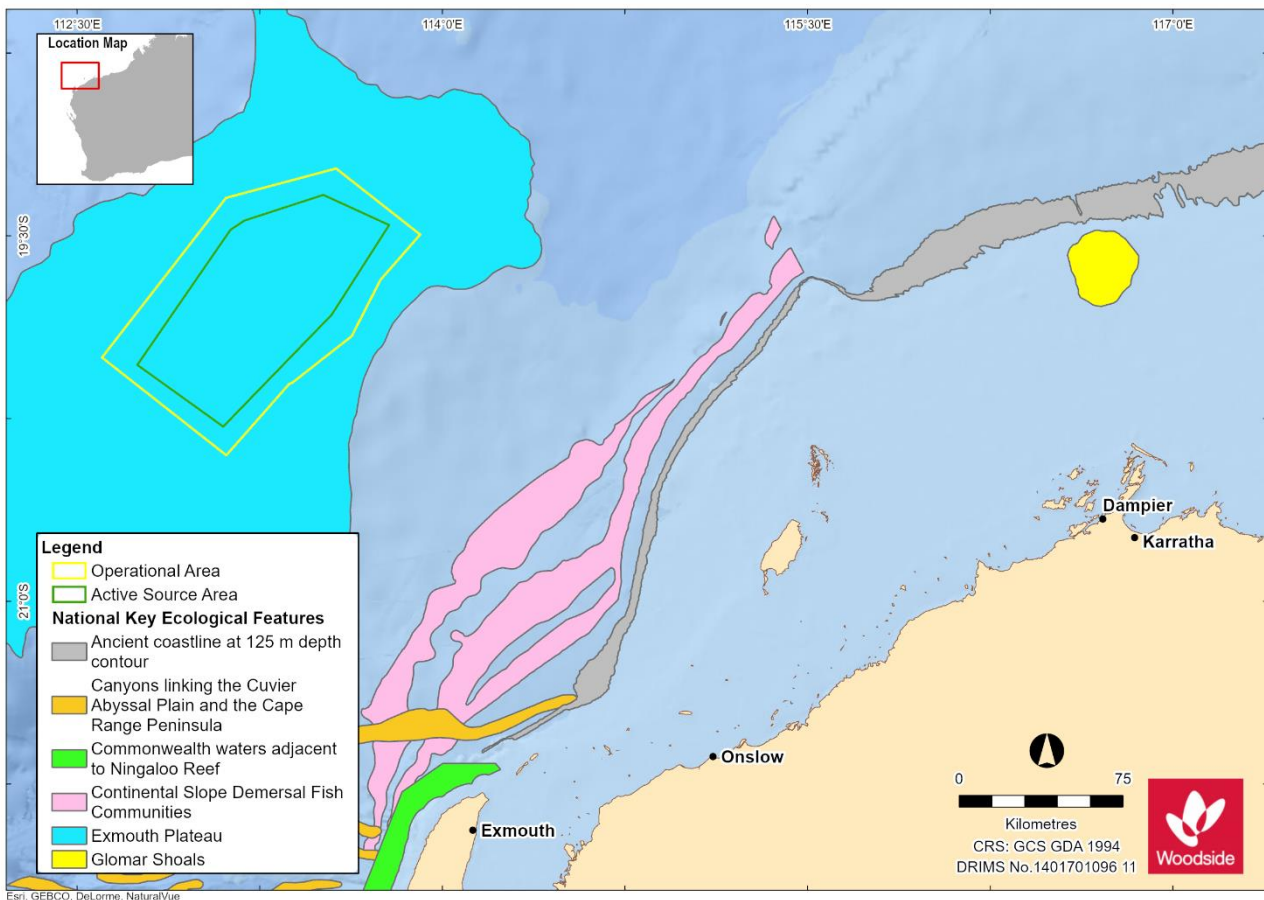 112°30'E
114°0'E
115°30'E
117°0'E
Location Map
19°30'S
21°0'S
Dampier
Karratha
Onslow
Exmouth
Legend
Operational Area
Active Source Area
National Key Ecological Features
Ancient coastline at 125 m depth
contour
Canyons linking the Cuvier
Abyssal Plain and the Cape
Range Peninsula
Commonwealth waters adjacent
to Ningaloo Reef
Continental Slope Demersal Fish
Communities
Exmouth Plateau
Glomar Shoals
0 75
Kilometres
CRS: GCS GDA 1994
DRIMS No.1401701096 11
Woodside
Esri, GEBCO, DeLorme, NaturalVue